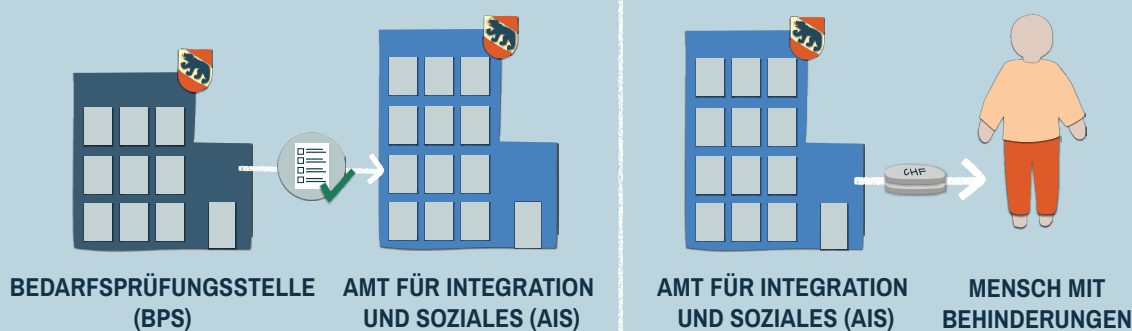 CHF
BEDARFSPRÜFUNGSSTELLE
(BPS)
AMT FÜR INTEGRATION
UND SOZIALES (AIS)
AMT FÜR INTEGRATION
UND SOZIALES (AIS)
MENSCH MIT
BEHINDERUNGEN